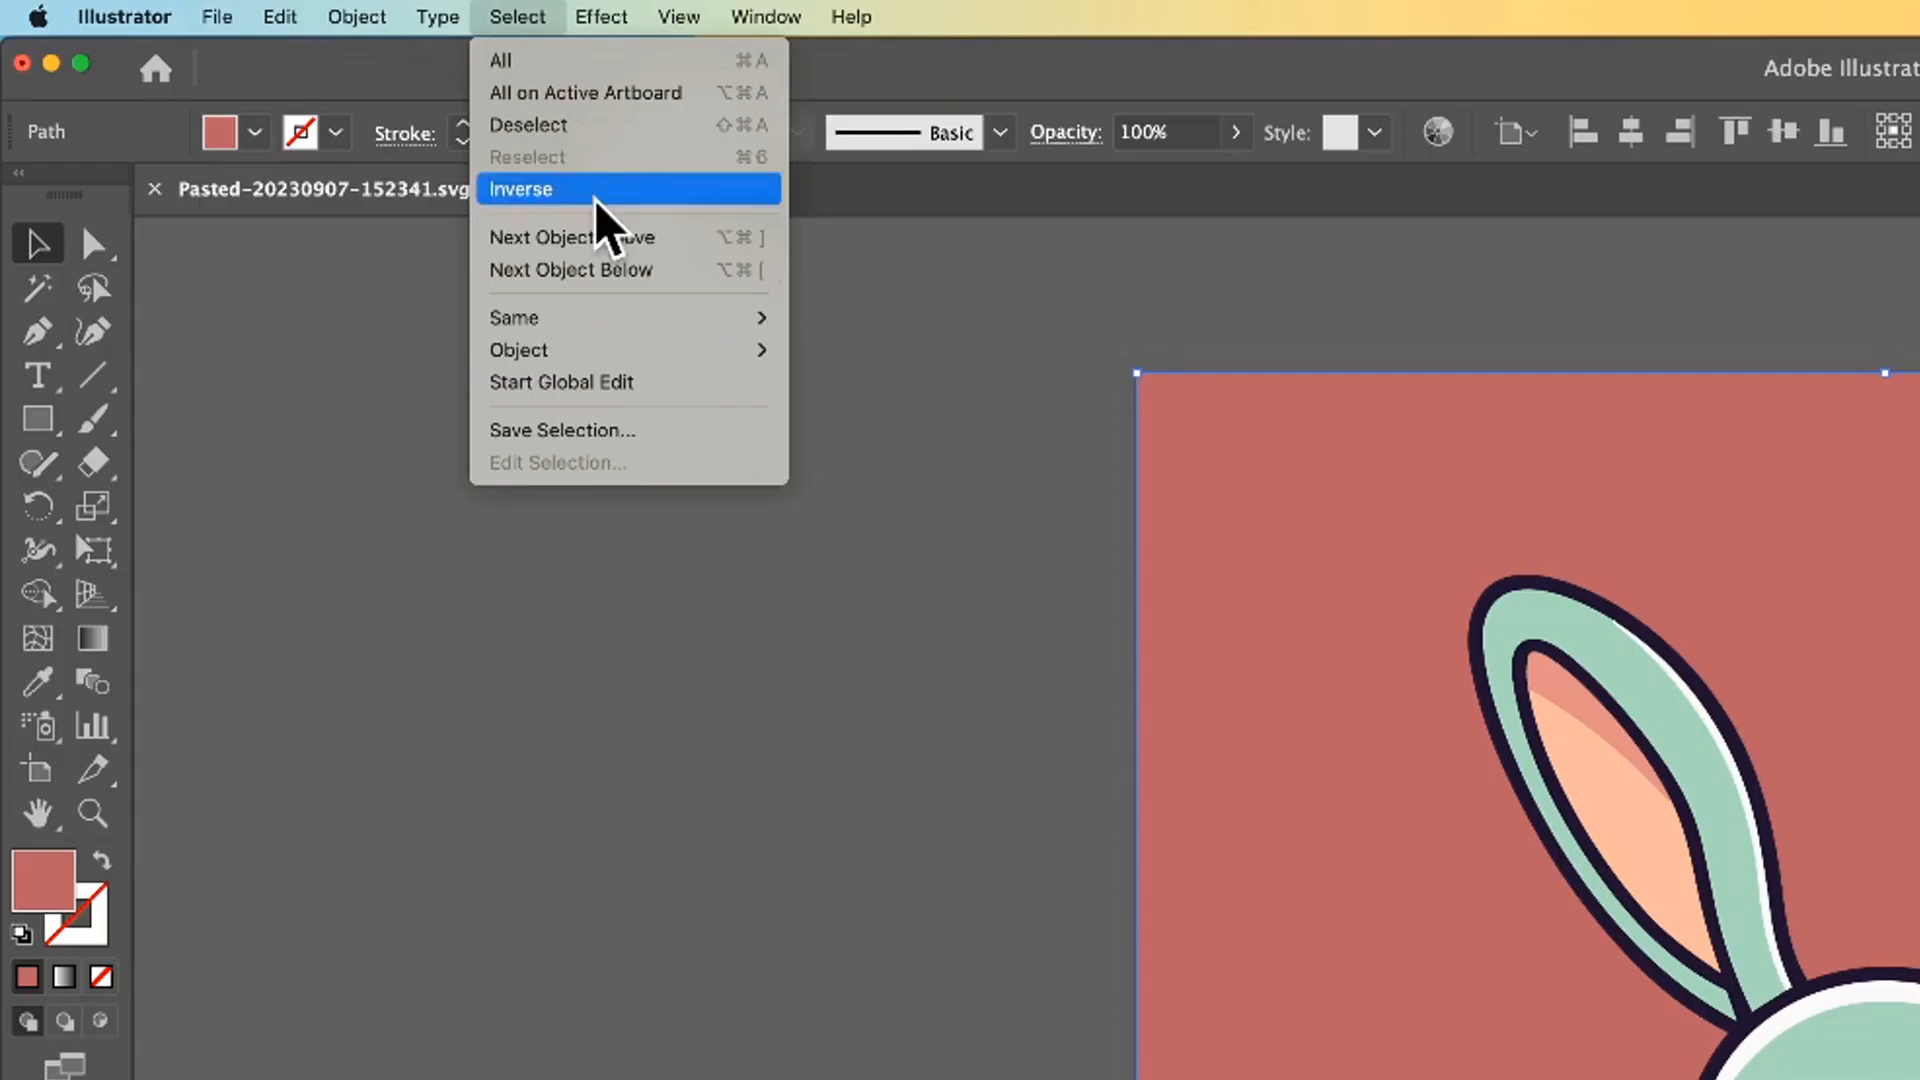 Illustrator File Edit Object Type Select Effect View Window Help
Adobe Illustrat
Path
Stroke:
Basic
Opacity: 100%
Style:
Pasted-20230907-152341.svg
All ⌘A
All on Active Artboard ⌥⌘A
Deselect ⇧⌘A
Reselect ⌘6
Inverse
Next Object ove ⌥⌘]
Next Object Below ⌥⌘[
Same
Object
Start Global Edit
Save Selection...
Edit Selection...